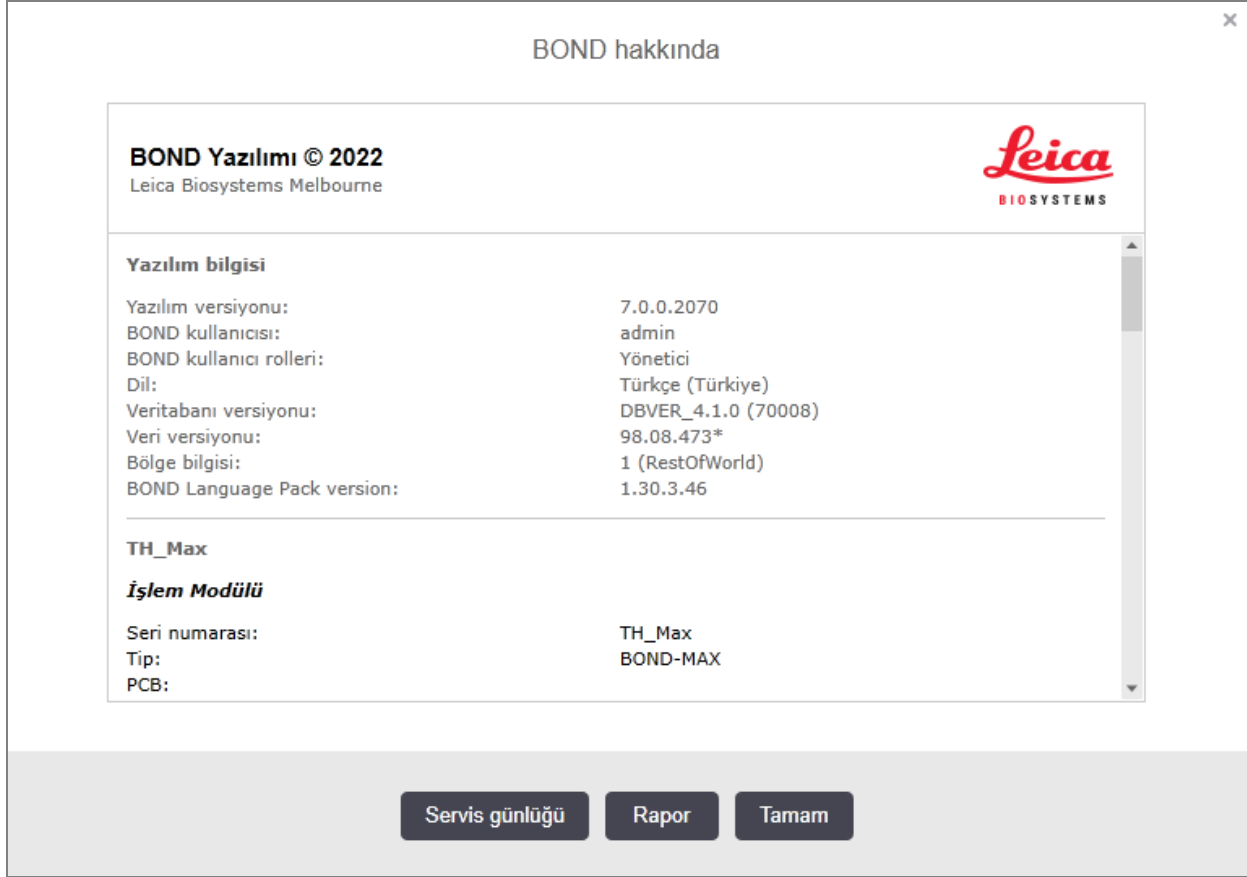 BOND hakkında
BOND Yazılımı © 2022
Leica Biosystems Melbourne
Leica
BIOSYSTEMS
Yazılım bilgisi
Yazılım versiyonu: 7.0.0.2070
BOND kullanıcısı: admin
BOND kullanıcı rolleri: Yönetici
Dil: Türkçe (Türkiye)
Veritabanı versiyonu: DBVER_4.1.0 (70008)
Veri versiyonu: 98.08.473*
Bölge bilgisi: 1 (RestOfWorld)
BOND Language Pack version: 1.30.3.46
TH_Max
İşlem Modülü
Seri numarası: TH_Max
Tip: BOND-MAX
PCB:
Servis günlüğü Rapor Tamam